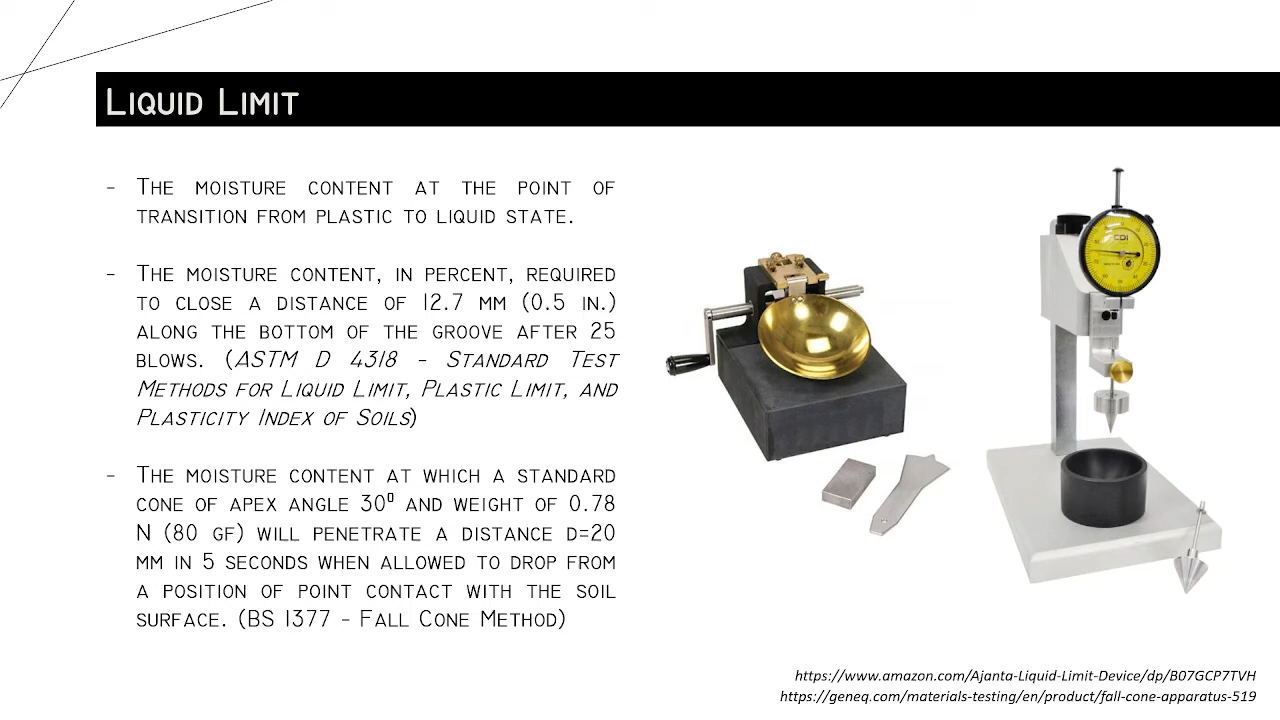 Liquid Limit
- The moisture content at the point of
transition from plastic to liquid state.
- The moisture content, in percent, required
to close a distance of 12.7 mm (0.5 in.)
along the bottom of the groove after 25
blows. (ASTM D 4318 - Standard Test
Methods for Liquid Limit, Plastic Limit, and
Plasticity Index of Soils)
- The moisture content at which a standard
cone of apex angle 30⁰ and weight of 0.78
N (80 gf) will penetrate a distance d=20
mm in 5 seconds when allowed to drop from
a position of point contact with the soil
surface. (BS 1377 - Fall Cone Method)
CDI
https://www.amazon.com/Ajanta-Liquid-Limit-Device/dp/B07GCP7TVH
https://geneq.com/materials-testing/en/product/fall-cone-apparatus-519